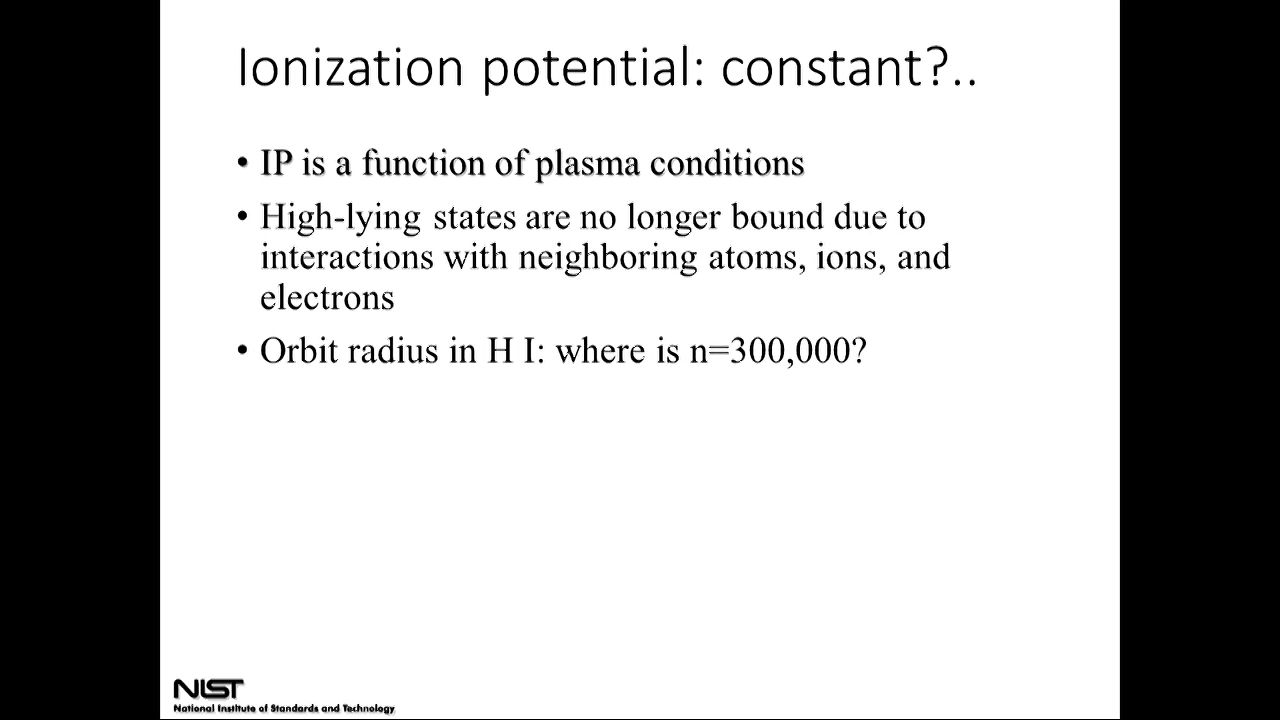 Ionization potential: constant?..
• IP is a function of plasma conditions
• High-lying states are no longer bound due to
interactions with neighboring atoms, ions, and
electrons
• Orbit radius in H I: where is n=300,000?
NIST
National Institute of Standards and Technology